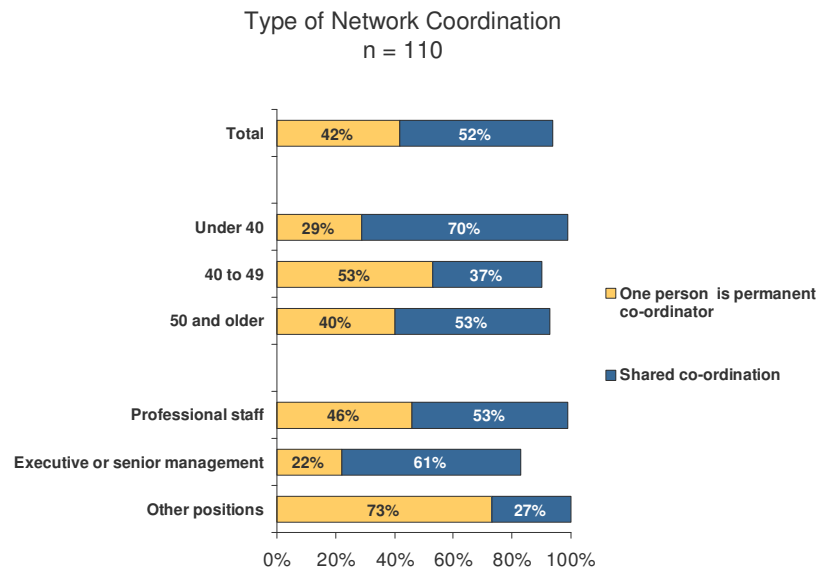 Type of Network Coordination
n = 110
Total
42%
52%
Under 40
29%
70%
40 to 49
53%
37%
50 and older
40%
53%
Professional staff
46%
53%
Executive or senior management
22%
61%
Other positions
73%
27%
0% 20% 40% 60% 80% 100%
One person is permanent
co-ordinator
Shared co-ordination